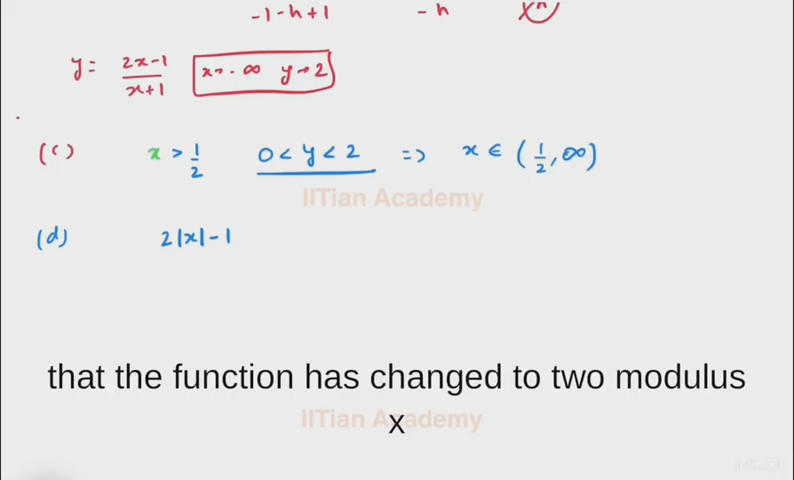 -1-h+1 -h
y = 2x-1/x+1 x→-∞ y→2
(c) x > 1/2 0 < y < 2 => x ∈ (1/2, ∞)
IITian Academy
(d) 2|x|-1
that the function has changed to two modulus
x
IITian Academy